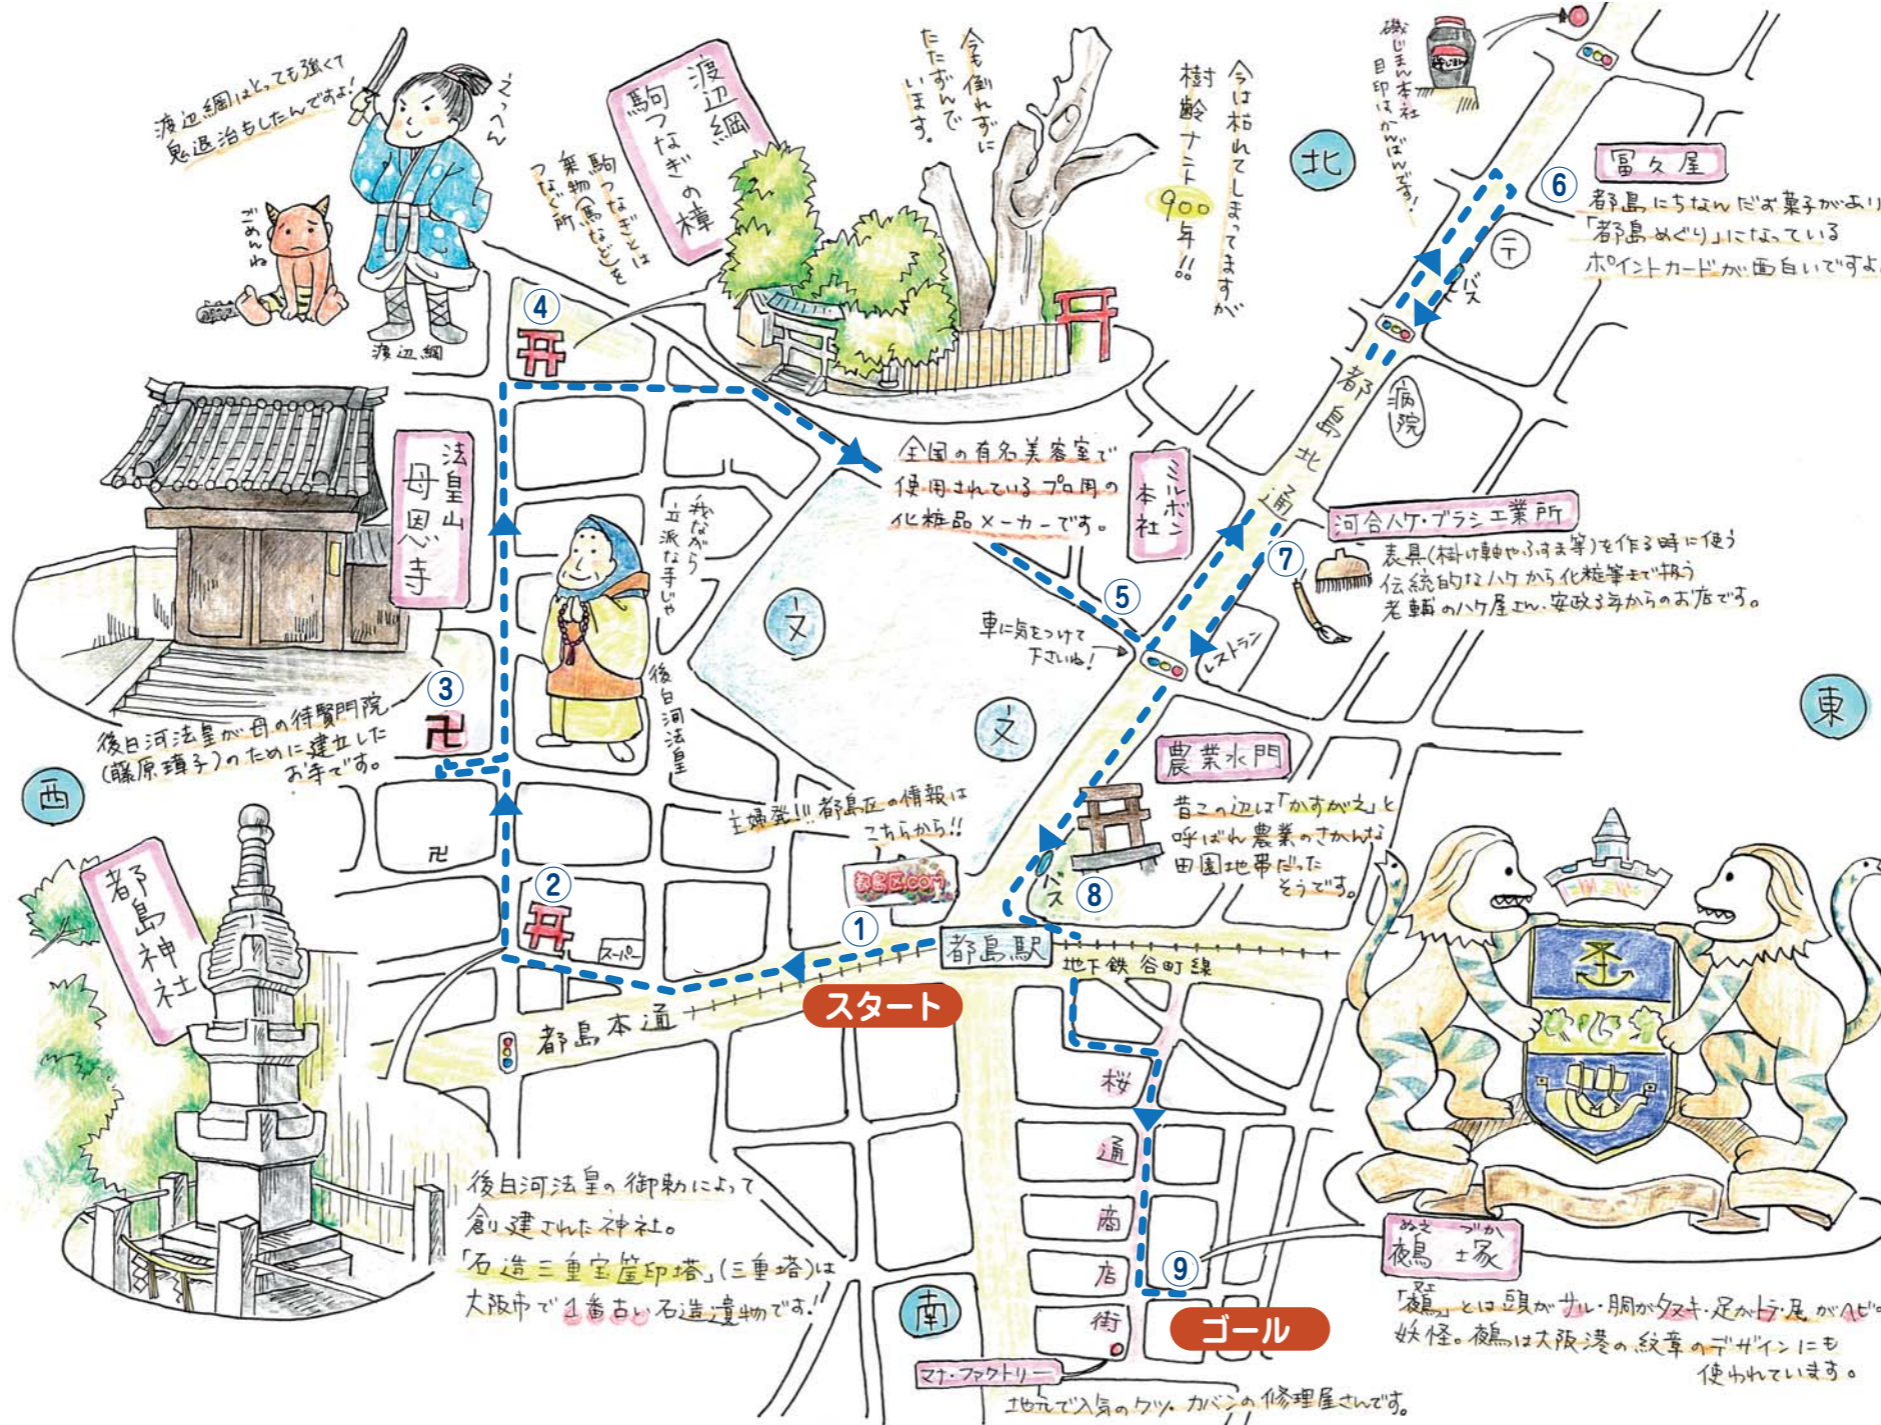 渡辺綱はとっても強くて
鬼退治もしたんですよ!
えっへん
ごめんね
渡辺綱
渡辺綱
駒つなぎの樟
駒つなぎとは
乗物(馬など)を
つなぐ所
今も倒れずに
たたずんで
います。
今は枯れてしまってますが
樹齢ナント
900年!!
北
磯じまん本社
目印はかんばんです!
⑥
冨久屋
都島にちなんだお菓子があり
「都島めぐり」になっている
ポイントカードが面白いですよ
〒
バス
④
都島北通
病院
法皇山
母恩寺
我ながら
立派な寺じゃ
後白河法皇
全国の有名美容室で
使用されているプロ用の
化粧品メーカーです。
ミルボン
本社
⑤
車に気をつけて
下さいね!
⑦
河合ハケ・ブラシ工業所
表具(掛け軸やふすま等)を作る時に使う
伝統的なハケから化粧筆まで扱う
老舗のハケ屋さん。安政3年からのお店です。
レストラン
文
文
③
卍
後白河法皇が母の待賢門院
(藤原璋子)のために建立した
お寺です。
西
東
農業水門
昔この辺は「かすがえ」と
呼ばれ農業のさかんな
田園地帯だった
そうです。
⑧
バス
主婦発!!!都島区の情報は
こちらから!!
都島区.COM
①
②
卍
スーパー
都島駅
地下鉄谷町線
スタート
都島本通
都島神社
後白河法皇の御勅によって
創建された神社。
「石造三重宝篋印塔」(三重塔)は
大阪市で1番古い石造遺物です!!
桜通商店街
南
⑨
ゴール
マナ・ファクトリー
地元で人気のクツ・カバンの修理屋さんです。
ぬえ づか
鵺塚
「鵺」とは頭がサル・胴がタヌキ・足がトラ・尾がヘビの
妖怪。鵺は大阪港の紋章のデザインにも
使われています。